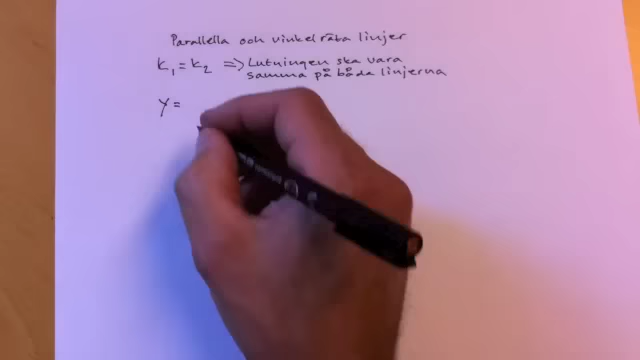 Parallella och vinkelräta linjer
k₁ = k₂ => Lutningen ska vara
samma på båda linjerna
y =